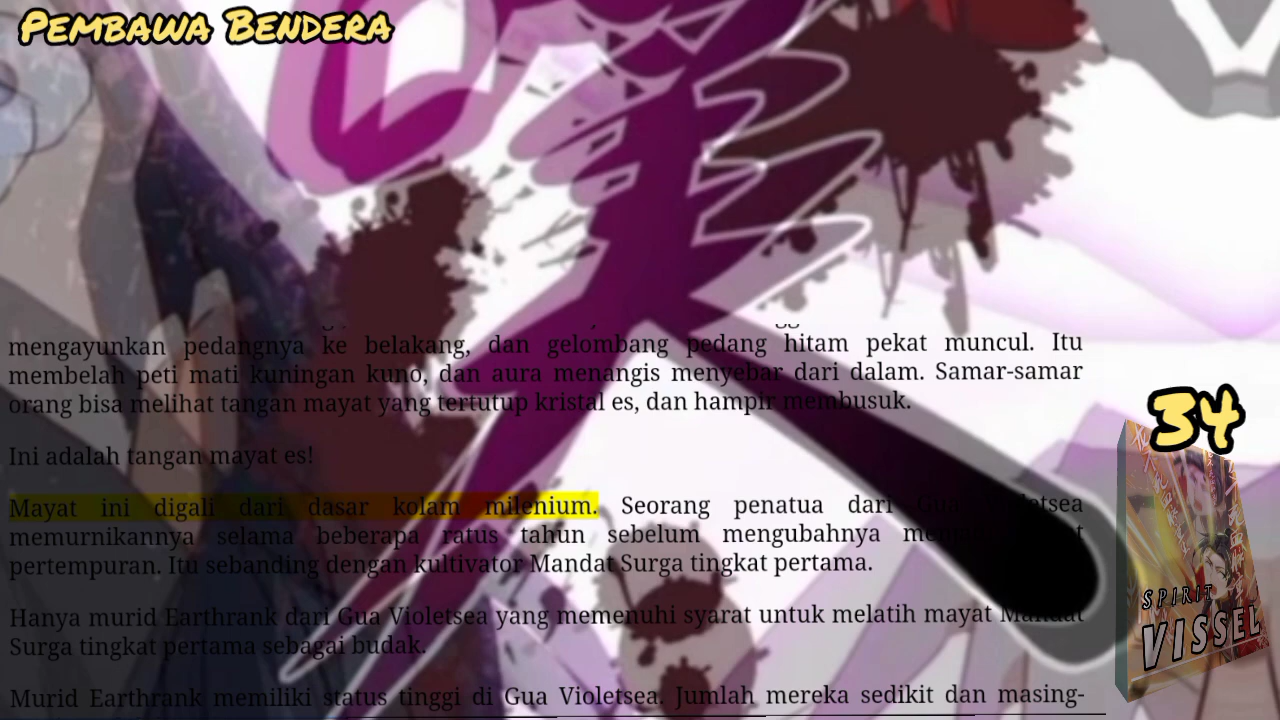 Pembawa Bendera
mengayunkan pedangnya ke belakang, dan gelombang pedang hitam pekat muncul. Itu
membelah peti mati kuningan kuno, dan aura menangis menyebar dari dalam. Samar-samar
orang bisa melihat tangan mayat yang tertutup kristal es, dan hampir membusuk.
Ini adalah tangan mayat es!
Mayat ini digali dari dasar kolam milenium. Seorang penatua dari Gua Violetsea
memurnikannya selama beberapa ratus tahun sebelum mengubahnya
pertempuran. Itu sebanding dengan kultivator Mandat Surga tingkat pertama.
Hanya murid Earthrank dari Gua Violetsea yang memenuhi syarat untuk melatih mayat Mandat
Surga tingkat pertama sebagai budak.
Murid Earthrank memiliki status tinggi di Gua Violetsea. Jumlah mereka sedikit dan masing-
34
SPIRIT
VISSEL